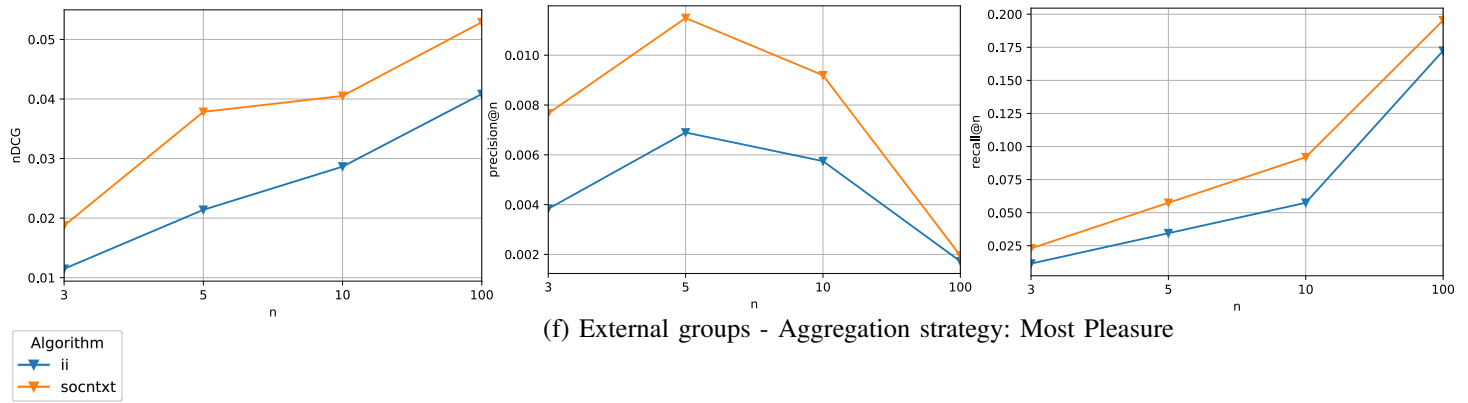 0.05
0.04
0.03
0.02
0.01
nDCG
3 5 10 100
n
0.010
0.008
0.006
0.004
0.002
precision@n
3 5 10 100
n
0.200
0.175
0.150
0.125
0.100
0.075
0.050
0.025
recall@n
3 5 10 100
n
(f) External groups - Aggregation strategy: Most Pleasure
Algorithm
ii
socntxt